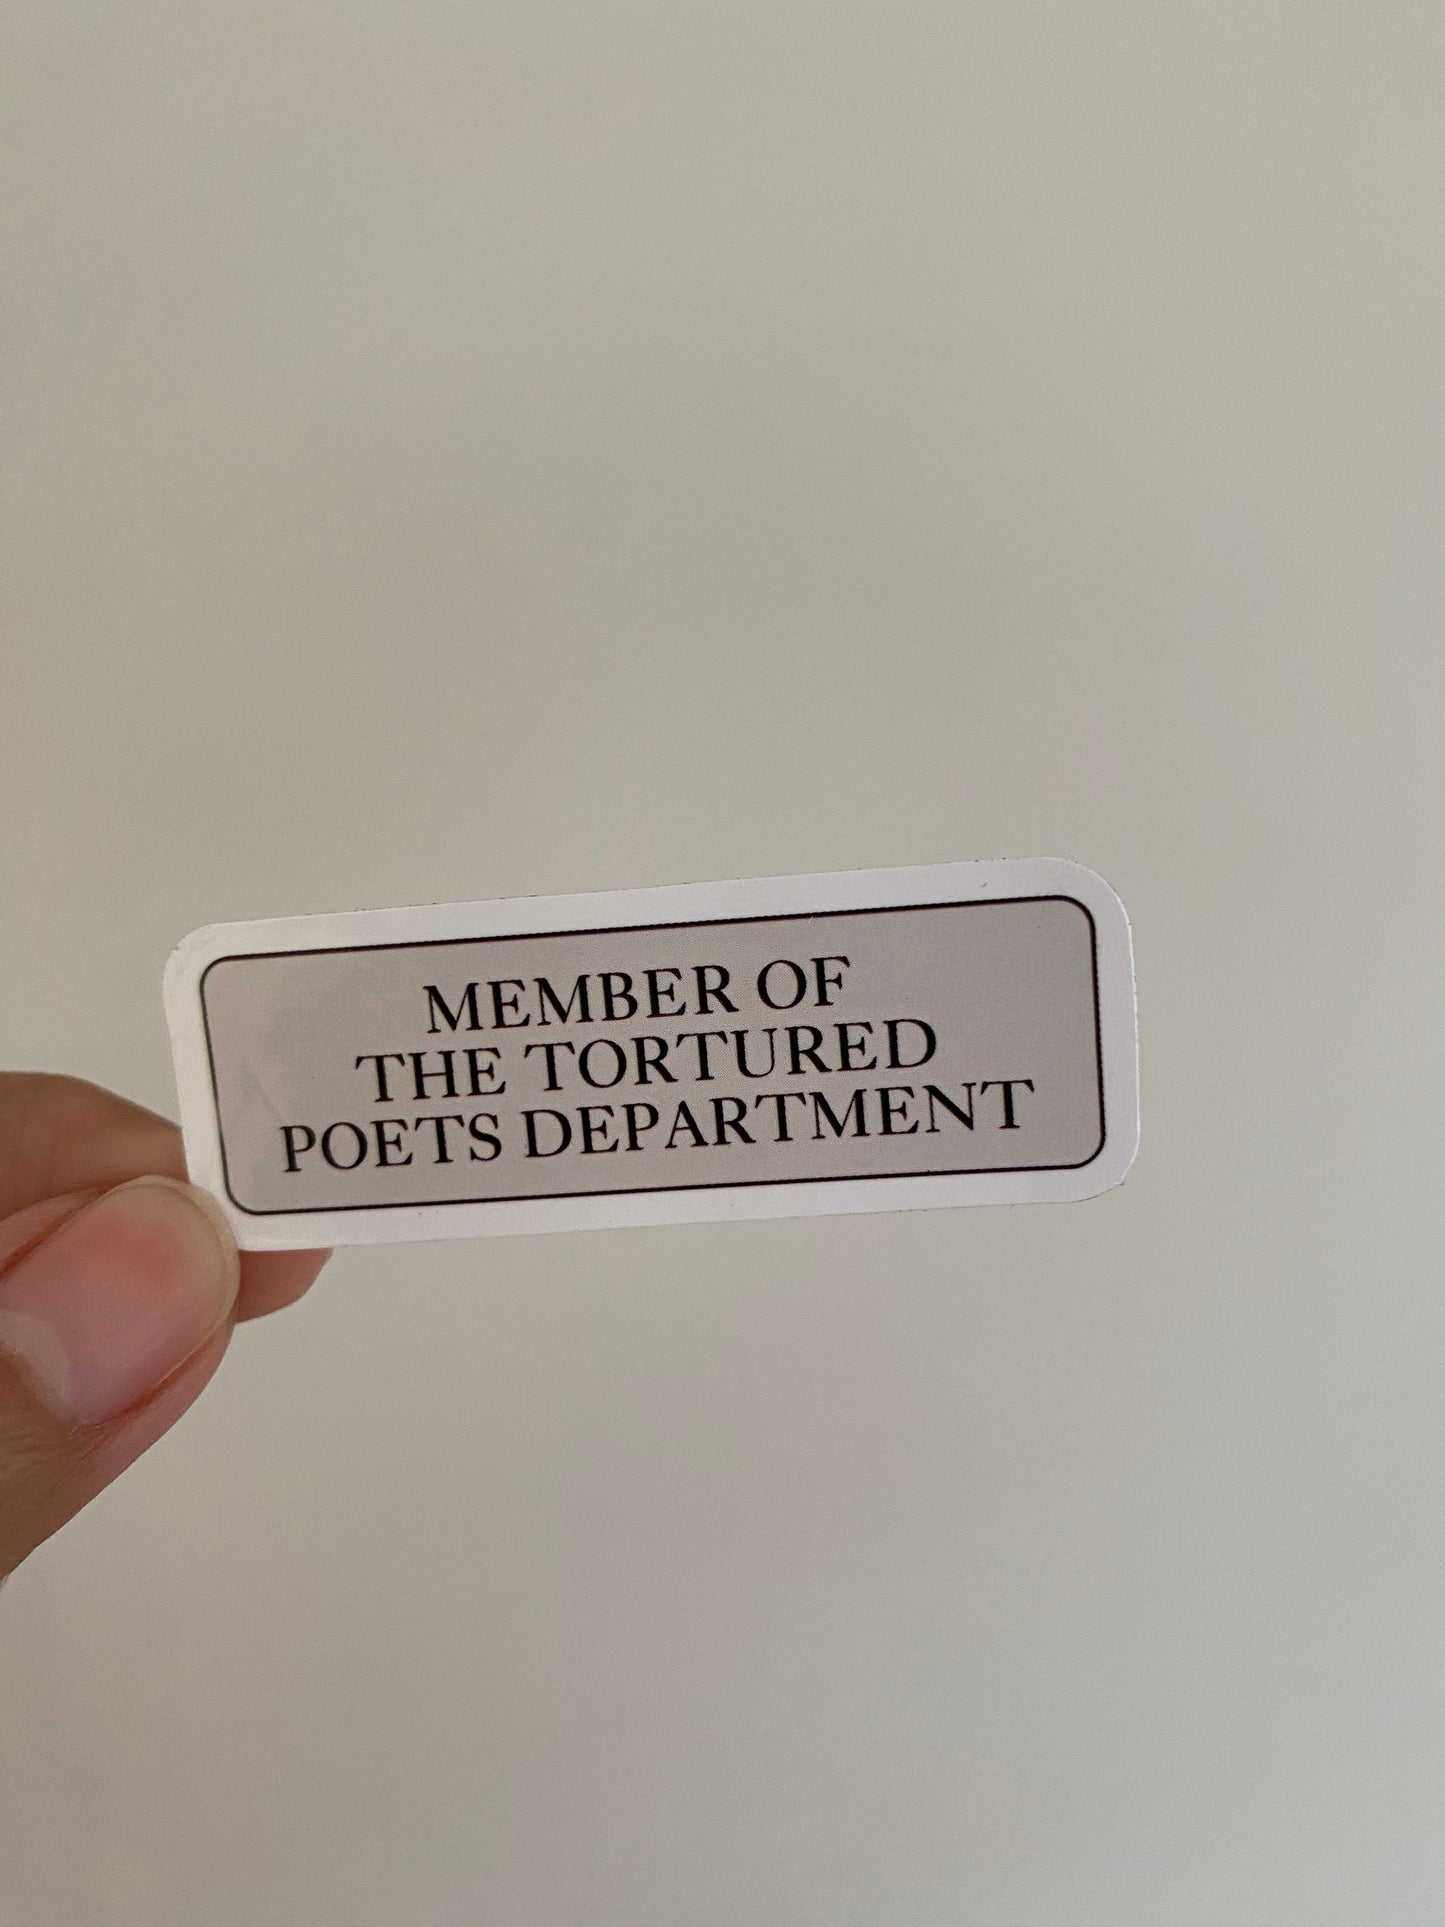 MEMBER OF
THE TORTURED
POETS DEPARTMENT